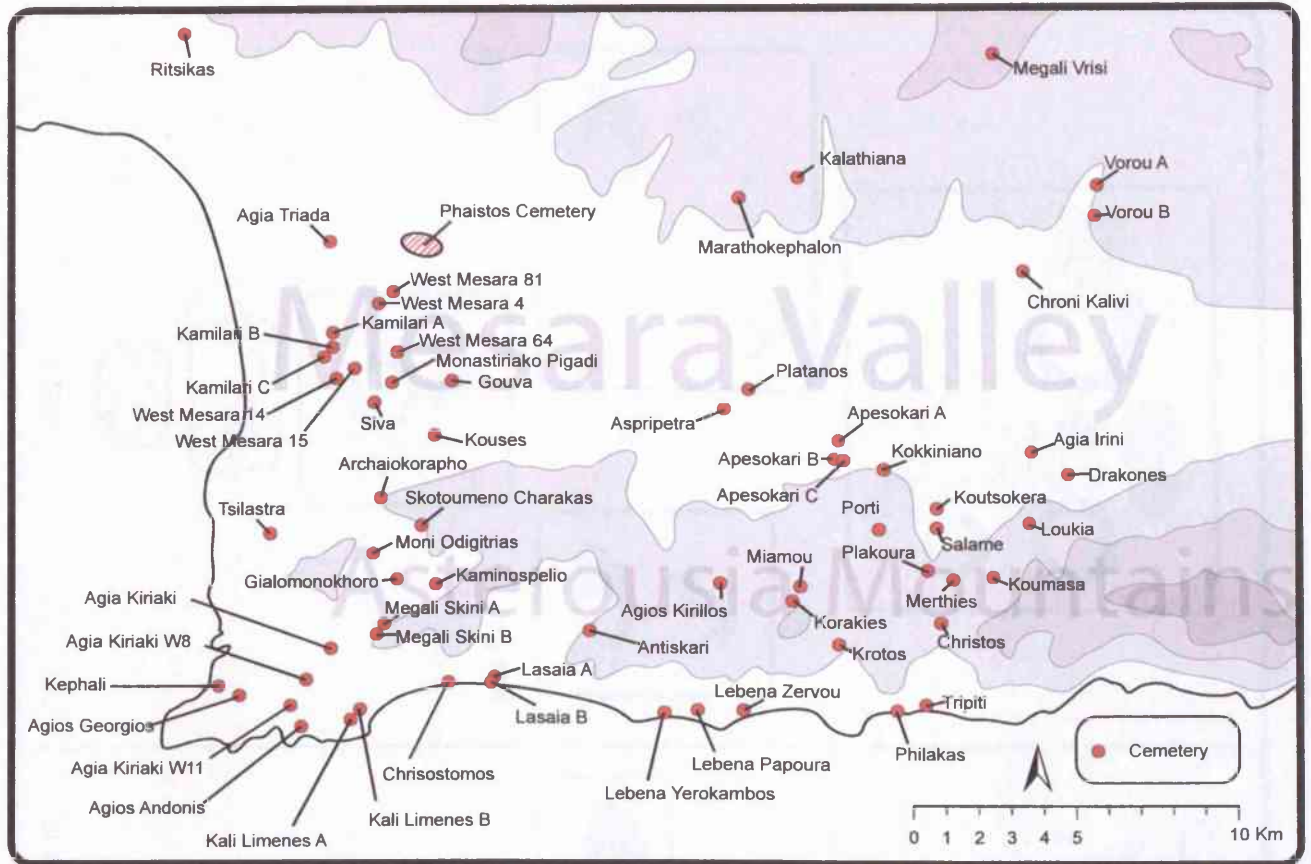 Ritsikas
Megali Vrisi
Kalathiana
Vorou A
Agia Triada
Phaistos Cemetery
Vorou B
Marathokephalon
West Mesara 81
Chroni Kalivi
West Mesara 4
Mesara Valley
Kamilari A
Kamilari B
West Mesara 64
Monastiriako Pigadi
Kamilari C
Gouva
Platanos
West Mesara 14
Siva
Aspripetra
Apesokari A
West Mesara 15
Kouses
Agia Irini
Kokkiniano
Apesokari B
Archaiokorapho
Drakones
Apesokari C
Skotoumeno Charakas
Koutsokera
Tsilastra
Porti
Loukia
Salame
Moni Odigitrias
Plakoura
Miamou
Gialomonokhoro
Kaminospelio
Koumasa
Asterousia Mountains
Agia Kiriaki
Merthies
Megali Skini A
Agios Kirillos
Korakies
Megali Skini B
Agia Kiriaki W8
Antiskari
Christos
Krotos
Lasaia A
Kephali
Lebena Zervou
Tripiti
Lasaia B
Agios Georgios
Philakas
Cemetery
Lebena Papoura
Agia Kiriaki W11
Chrisostomos
Lebena Yerokambos
Agios Andonis
Kali Limenes B
Kali Limenes A
0 1 2 3 4 5 10 Km